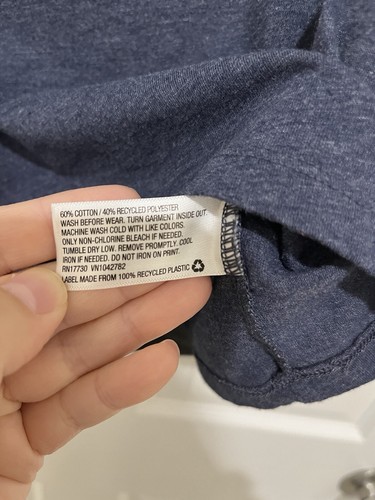 60% COTTON / 40% RECYCLED POLYESTER
WASH BEFORE WEAR. TURN GARMENT INSIDE OUT.
MACHINE WASH COLD WITH LIKE COLORS.
ONLY NON-CHLORINE BLEACH IF NEEDED.
TUMBLE DRY LOW. REMOVE PROMPTLY. COOL
IRON IF NEEDED. DO NOT IRON ON PRINT.
RN17730 VN1042782
LABEL MADE FROM 100% RECYCLED PLASTIC